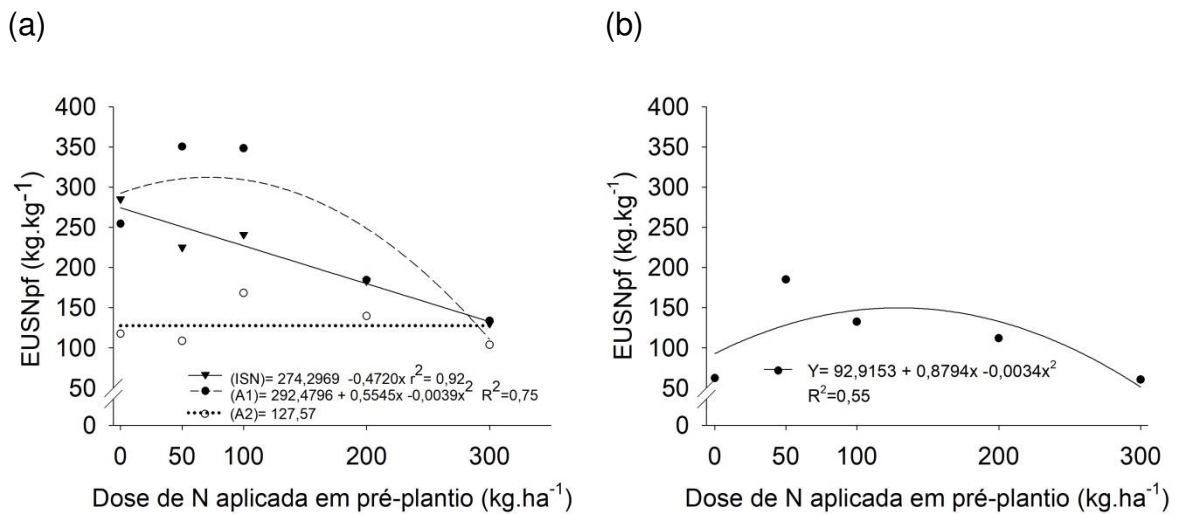 (a)
400
350
300
250
200
150
100
50
0
EUSNpf (kg.kg⁻¹)
(ISN)= 274,2969 -0,4720x r²= 0,92
(A1)= 292,4796 + 0,5545x -0,0039x² R²=0,75
(A2)= 127,57
0 50 100 200 300
Dose de N aplicada em pré-plantio (kg.ha⁻¹)
(b)
400
350
300
250
200
150
100
50
0
EUSNpf (kg.kg⁻¹)
Y= 92,9153 + 0,8794x -0,0034x²
R²=0,55
0 50 100 200 300
Dose de N aplicada em pré-plantio (kg.ha⁻¹)